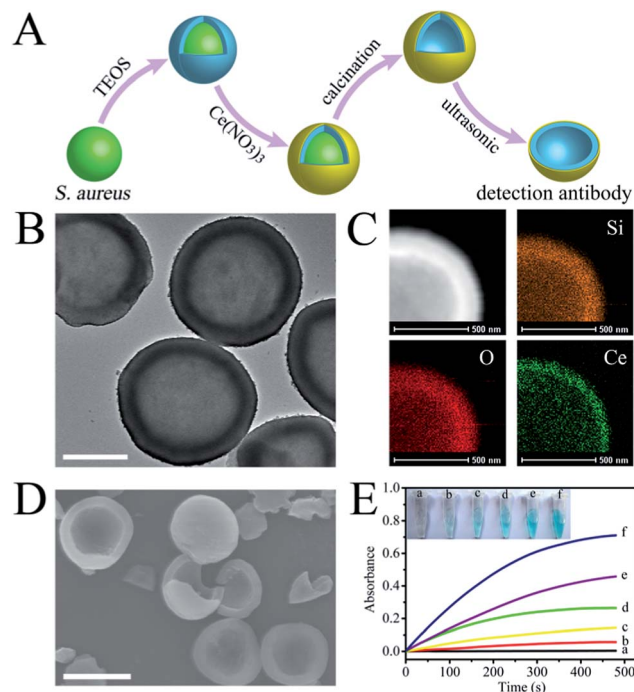 A
TEOS
Ce(NO3)3
calcination
ultrasonic
S. aureus
detection antibody
B
C
Si
500 nm
500 nm
O
Ce
500 nm
500 nm
D
E
a b c d e f
1.0
0.8
0.6
0.4
0.2
0.0
Absorbance
f
e
d
c
b
a
0 100 200 300 400 500
Time (s)